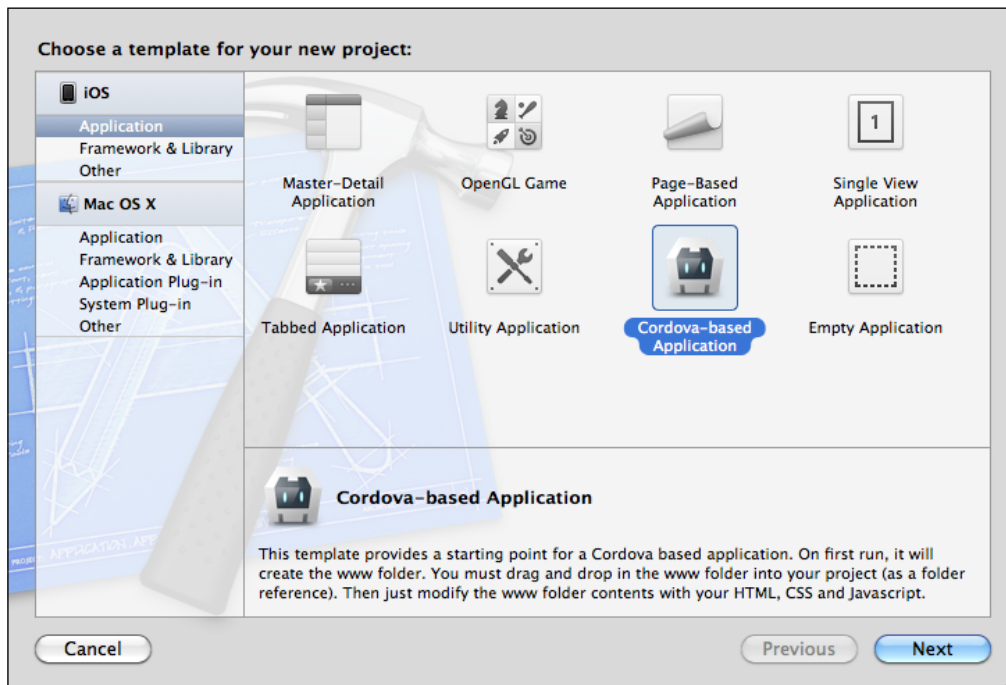 Choose a template for your new project:
iOS
Application
Framework & Library
Other
Mac OS X
Application
Framework & Library
Application Plug-in
System Plug-in
Other
Master-Detail
Application
OpenGL Game
Page-Based
Application
1
Single View
Application
Tabbed Application
Utility Application
Cordova-based
Application
Empty Application
Cordova-based Application
This template provides a starting point for a Cordova based application. On first run, it will
create the www folder. You must drag and drop in the www folder into your project (as a folder
reference). Then just modify the www folder contents with your HTML, CSS and Javascript.
Cancel
Previous
Next